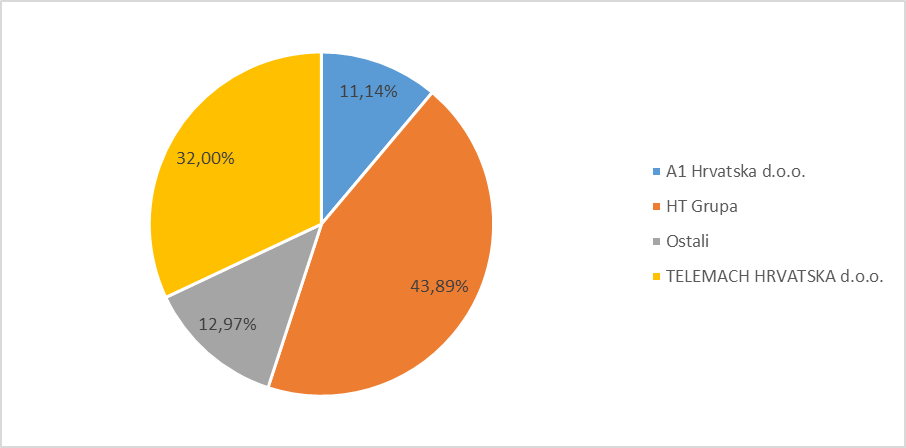 11,14%
32,00%
43,89%
12,97%
A1 Hrvatska d.o.o.
HT Grupa
Ostali
TELEMACH HRVATSKA d.o.o.